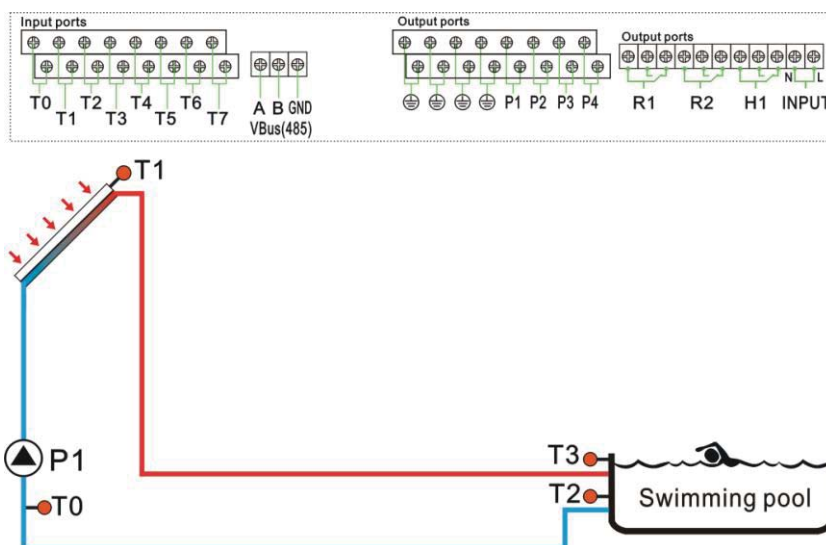 Input ports
T0 T1 T2 T3 T4 T5 T6 T7
A B GND
VBus(485)
Output ports
P1 P2 P3 P4
Output ports
N L
R1 R2 H1 INPUT
T1
P1
T0
T3
T2
Swimming pool